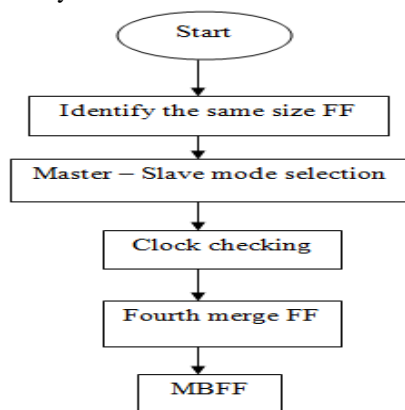 Start
Identify the same size FF
Master – Slave mode selection
Clock checking
Fourth merge FF
MBFF